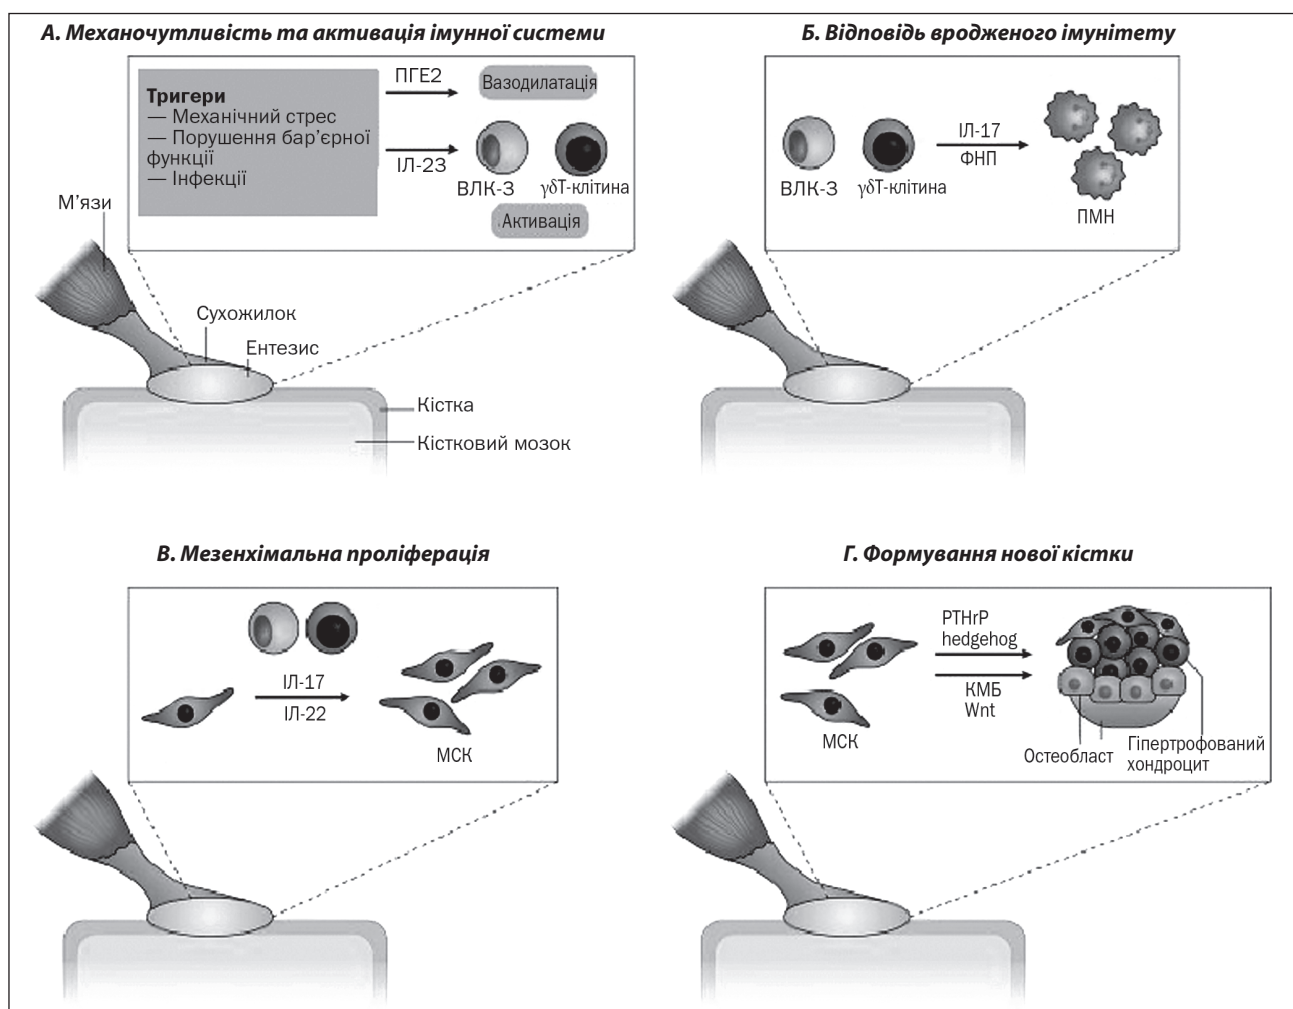 А. Механочутливість та активація імунної системи
Тригери
— Механічний стрес
— Порушення бар’єрної
функції
— Інфекції
ПГЕ2
Вазодилатація
ІЛ-23
ВЛК-3
γδТ-клітина
Активація
М’язи
Сухожилок
Ентезис
Кістка
Кістковий мозок
Б. Відповідь вродженого імунітету
ВЛК-3
γδТ-клітина
ІЛ-17
ФНП
ПМН
В. Мезенхімальна проліферація
ІЛ-17
ІЛ-22
МСК
Г. Формування нової кістки
МСК
PTHrP
hedgehog
КМБ
Wnt
Остеобласт
Гіпертрофований
хондроцит